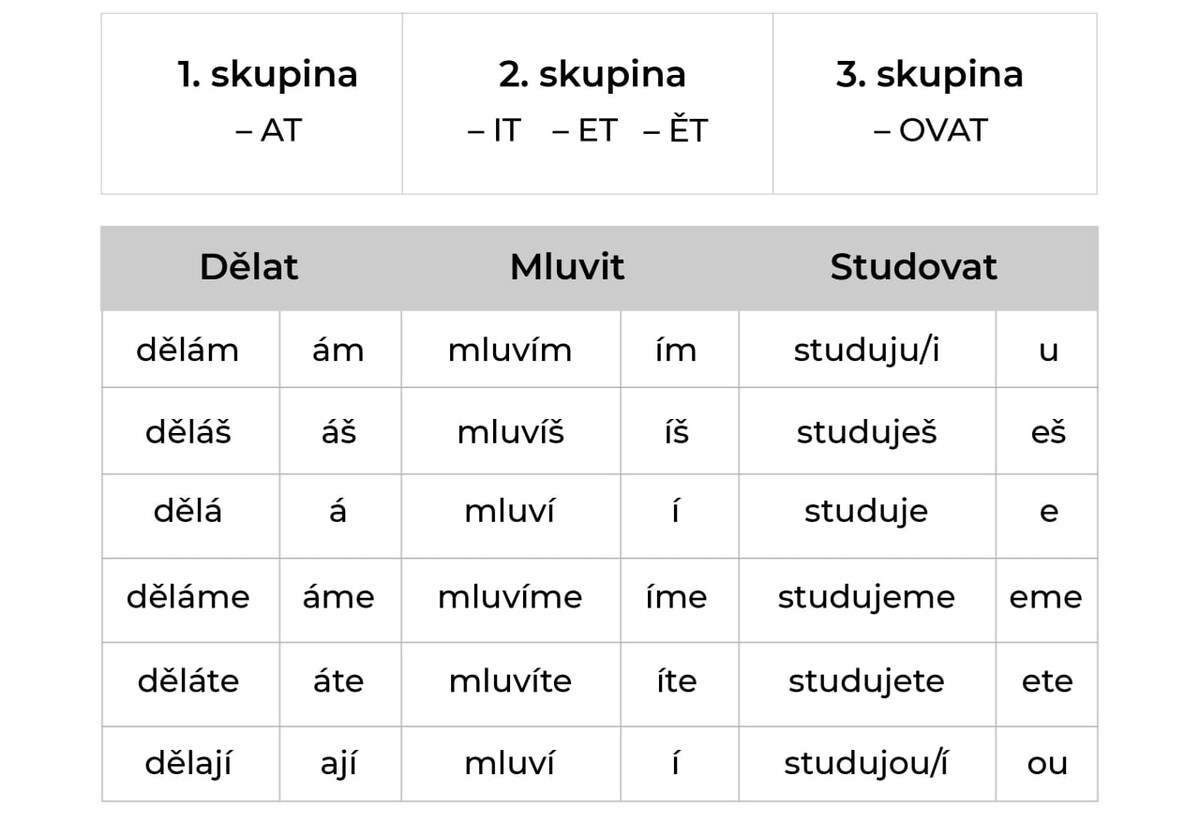 1. skupina 2. skupina 3. skupina
– AT – IT – ET – ĚT – OVAT
Dělat Mluvit Studovat
dělám ám mluvím ím studuju/i u
děláš áš mluvíš íš studuješ eš
dělá á mluví í studuje e
děláme áme mluvíme íme studujeme eme
děláte áte mluvíte íte studujete ete
dělají ají mluví í studujou/í ou